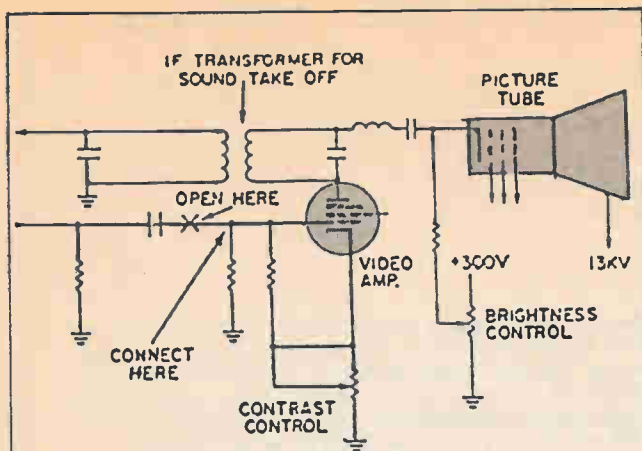 IF TRANSFORMER FOR
SOUND TAKE OFF
PICTURE
TUBE
OPEN HERE
VIDEO
AMP.
+300V
13KV
BRIGHTNESS
CONTROL
CONNECT
HERE
CONTRAST
CONTROL